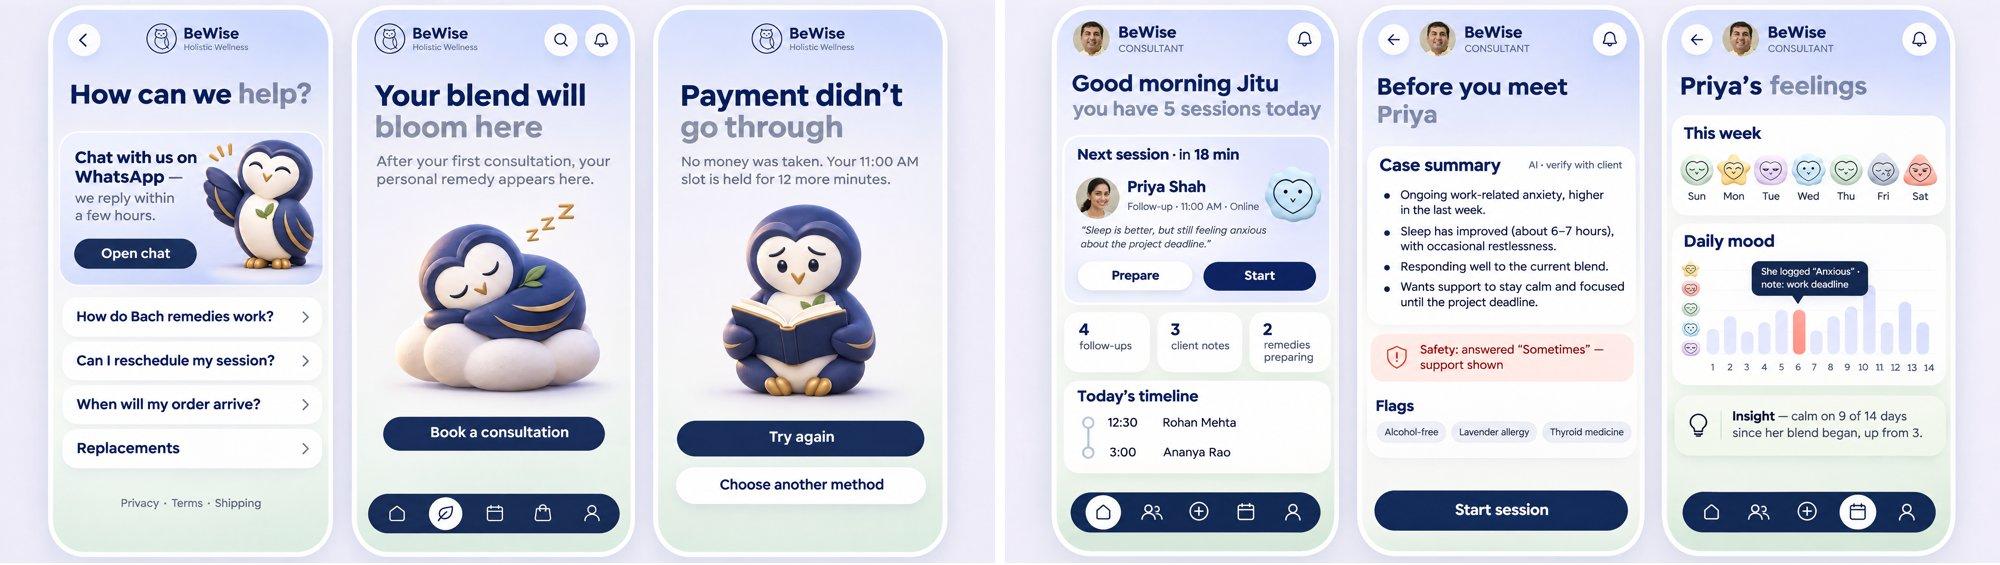 BeWise
Holistic Wellness
How can we help?
Chat with us on
WhatsApp —
we reply within
a few hours.
Open chat
How do Bach remedies work?
Can I reschedule my session?
When will my order arrive?
Replacements
Privacy · Terms · Shipping
BeWise
Holistic Wellness
Your blend will
bloom here
After your first consultation, your
personal remedy appears here.
z z z
Book a consultation
BeWise
Holistic Wellness
Payment didn’t
go through
No money was taken. Your 11:00 AM
slot is held for 12 more minutes.
Try again
Choose another method
BeWise
CONSULTANT
Good morning Jitu
you have 5 sessions today
Next session · in 18 min
Priya Shah
Follow-up · 11:00 AM · Online
“Sleep is better, but still feeling anxious
about the project deadline.”
Prepare
Start
4
follow-ups
3
client notes
2
remedies
preparing
Today’s timeline
12:30 Rohan Mehta
3:00 Ananya Rao
BeWise
CONSULTANT
Before you meet
Priya
Case summary
AI · verify with client
• Ongoing work-related anxiety, higher
in the last week.
• Sleep has improved (about 6–7 hours),
with occasional restlessness.
• Responding well to the current blend.
• Wants support to stay calm and focused
until the project deadline.
Safety: answered “Sometimes” —
support shown
Flags
Alcohol-free
Lavender allergy
Thyroid medicine
Start session
BeWise
CONSULTANT
Priya’s feelings
This week
Sun Mon Tue Wed Thu Fri Sat
Daily mood
She logged “Anxious” ·
note: work deadline
1 2 3 4 5 6 7 8 9 10 11 12 13 14
Insight — calm on 9 of 14 days
since her blend began, up from 3.